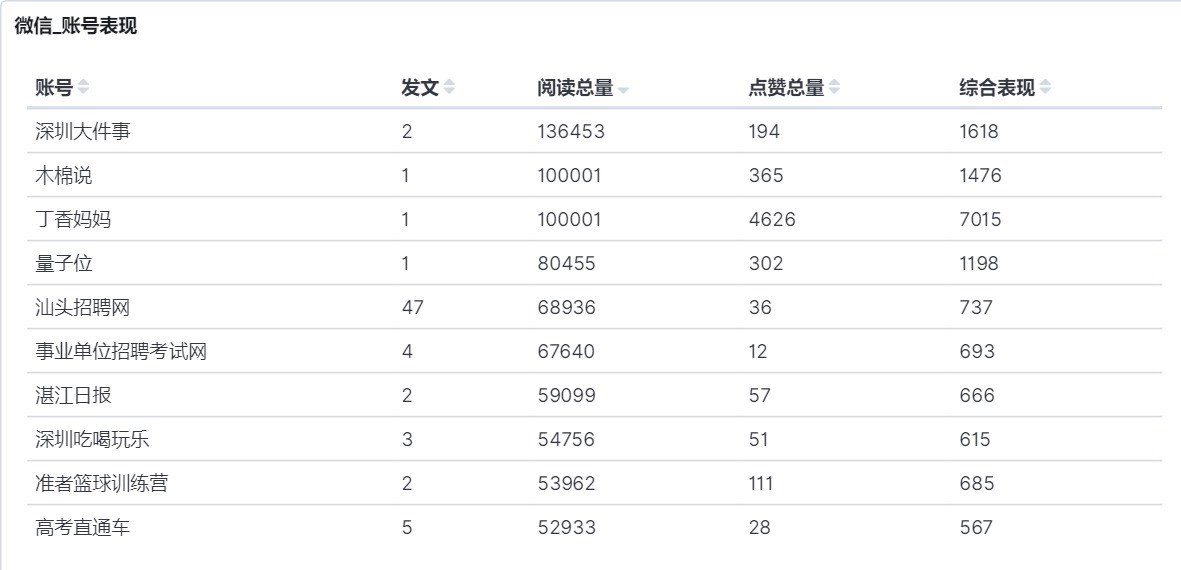 微信_账号表现
账号 发文 阅读总量 点赞总量 综合表现
深圳大件事 2 136453 194 1618
木棉说 1 100001 365 1476
丁香妈妈 1 100001 4626 7015
量子位 1 80455 302 1198
汕头招聘网 47 68936 36 737
事业单位招聘考试网 4 67640 12 693
湛江日报 2 59099 57 666
深圳吃喝玩乐 3 54756 51 615
准者篮球训练营 2 53962 111 685
高考直通车 5 52933 28 567